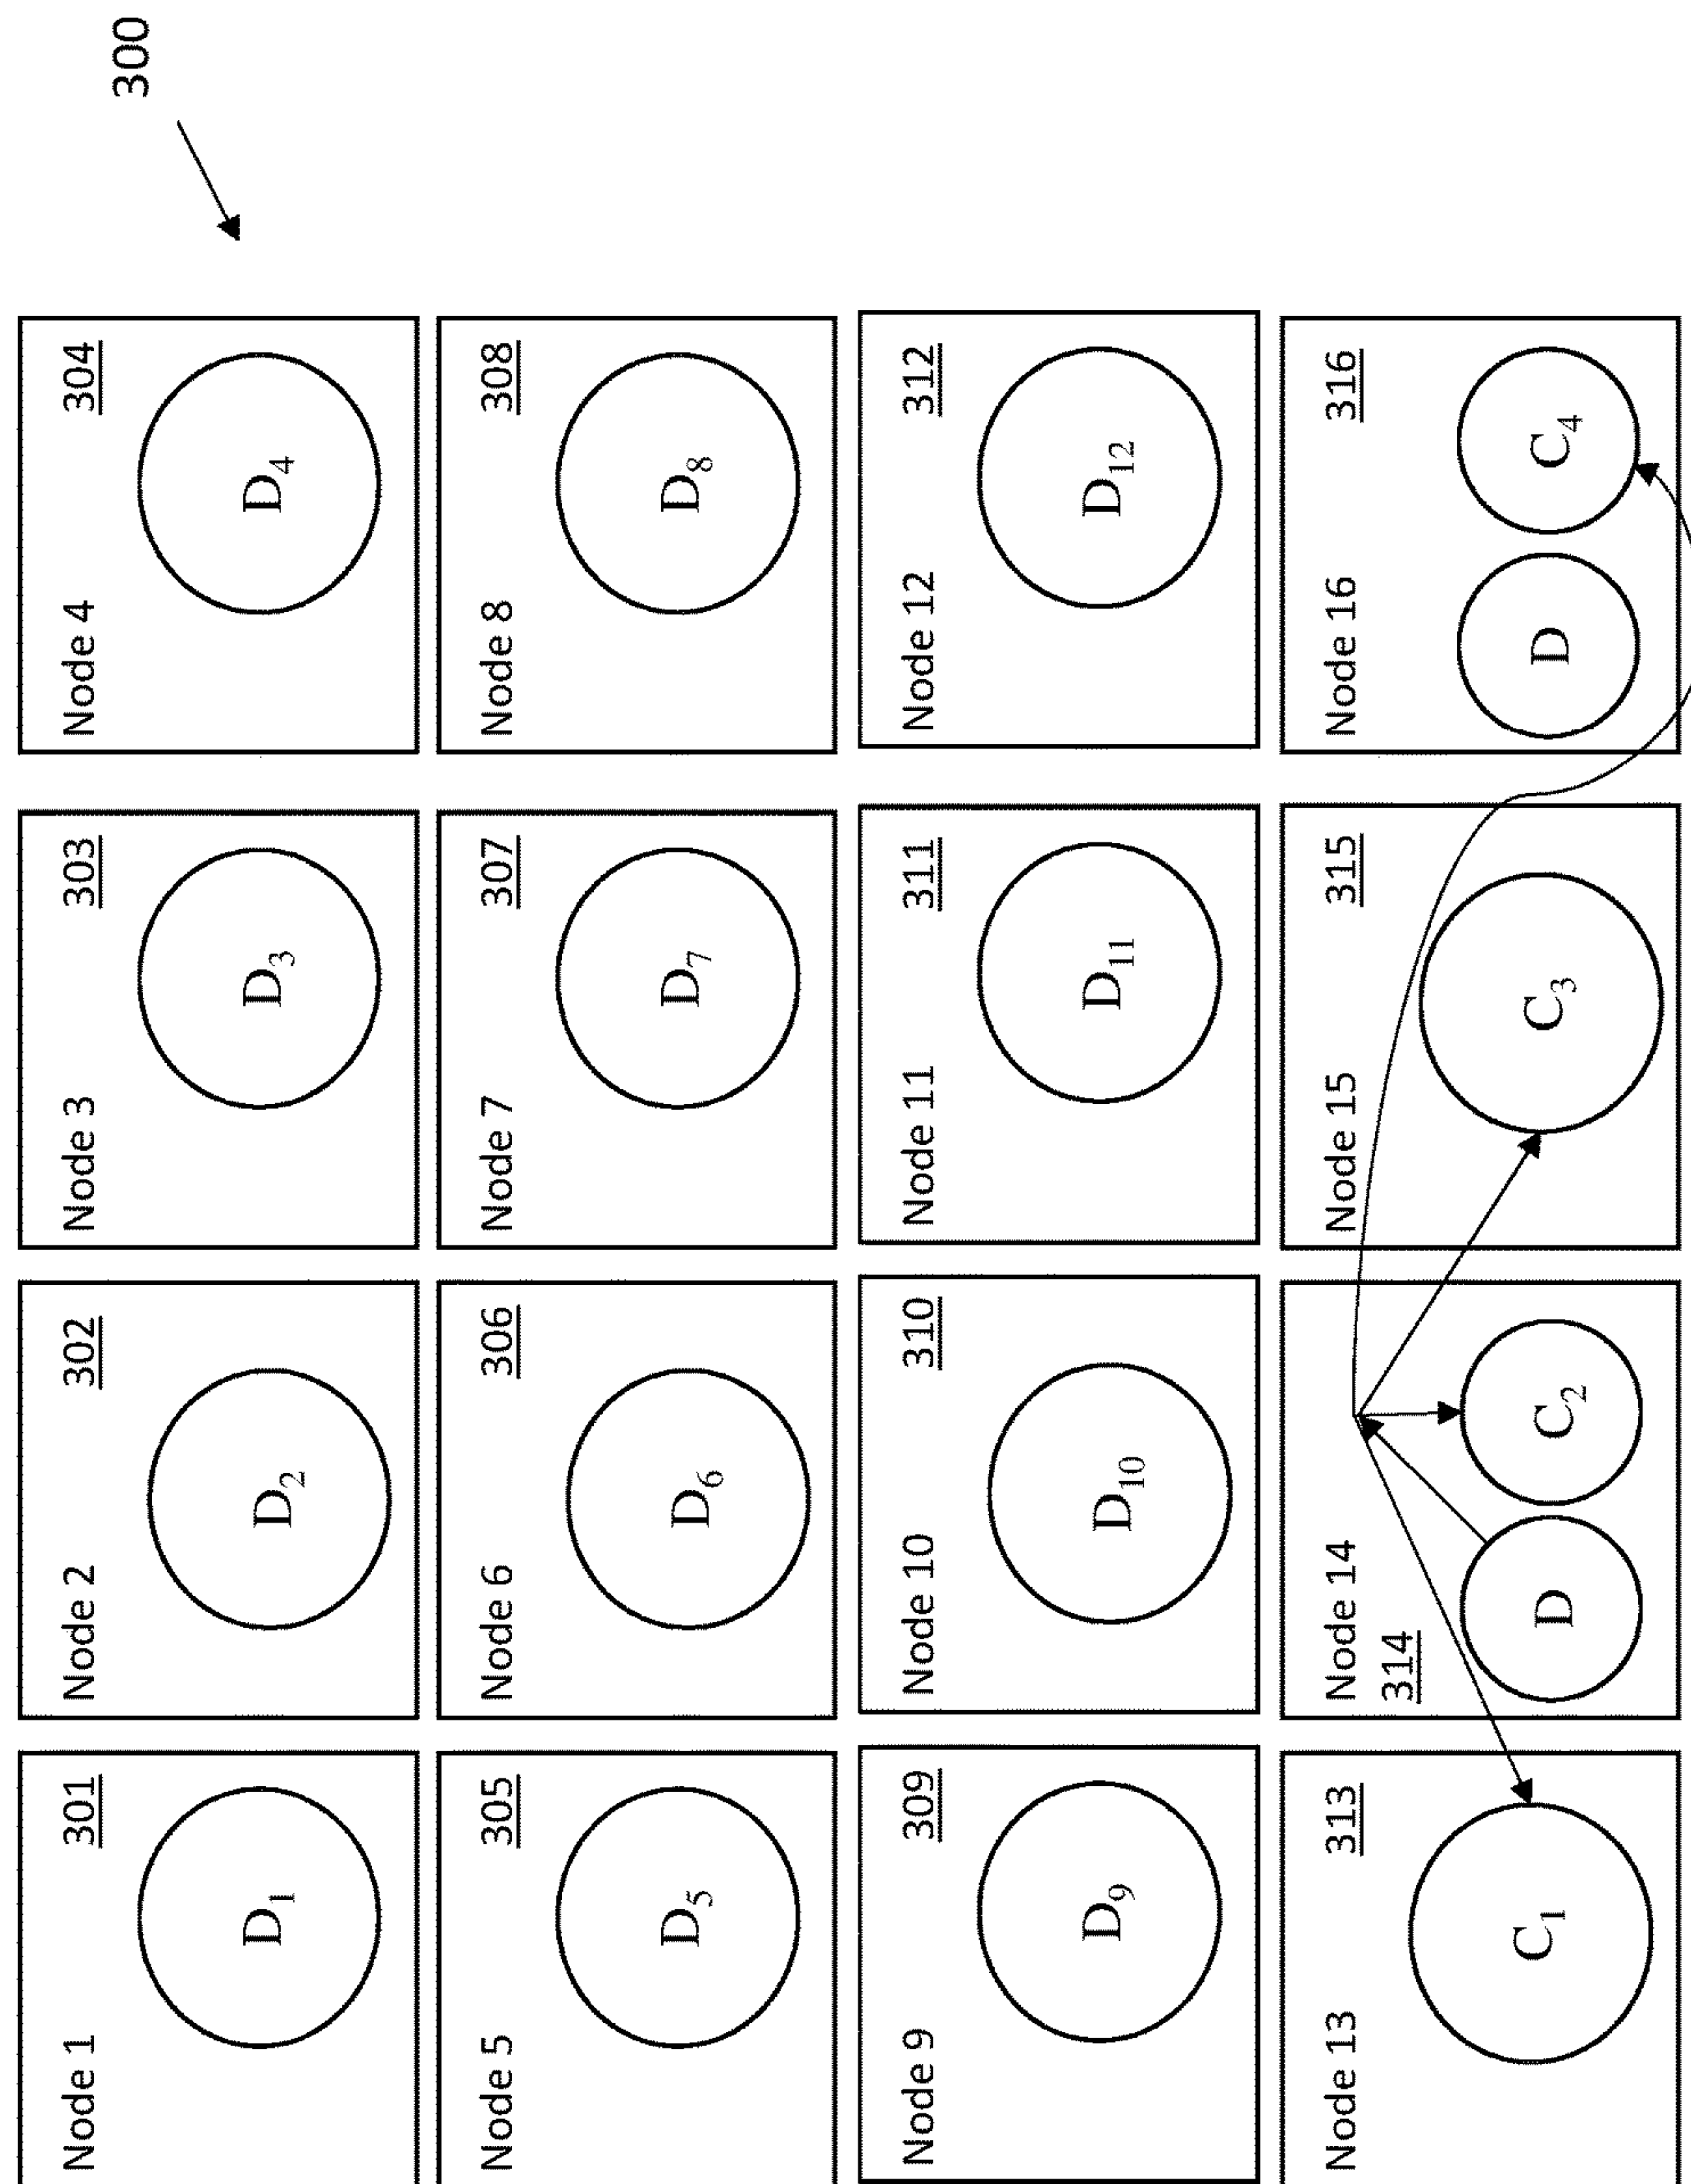 300
Node 1 301
D1
Node 2 302
D2
Node 3 303
D3
Node 4 304
D4
Node 5 305
D5
Node 6 306
D6
Node 7 307
D7
Node 8 308
D8
Node 9 309
D9
Node 10 310
D10
Node 11 311
D11
Node 12 312
D12
Node 13 313
C1
Node 14
314
D C2
Node 15 315
C3
Node 16 316
D C4